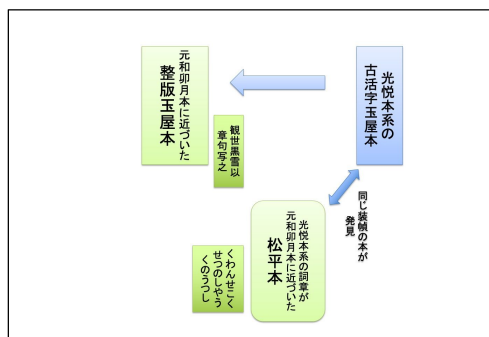 光悦本系の
古活字玉屋本
元和卯月本に近づいた
整版玉屋本
観世黒雪以
章句写之
同じ装幀の本が
発見
光悦本系の詞章が
元和卯月本に近づいた
松平本
くわんせこく
せつのしやう
くのうつし